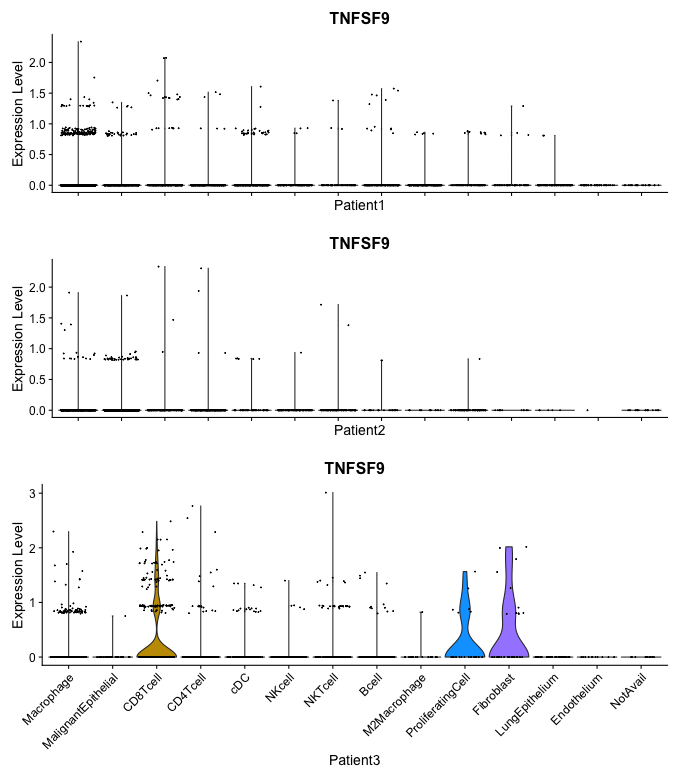 TNFSF9
Expression Level
2.0
1.5
1.0
0.5
0.0
Patient1
TNFSF9
Expression Level
2.0
1.5
1.0
0.5
0.0
Patient2
TNFSF9
Expression Level
3
2
1
0
Macrophage
MalignantEpithelial
CD8Tcell
CD4Tcell
cDC
NKcell
NKTcell
Bcell
M2Macrophage
ProliferatingCell
Fibroblast
LungEpithelium
Endothelium
NotAvail
Patient3